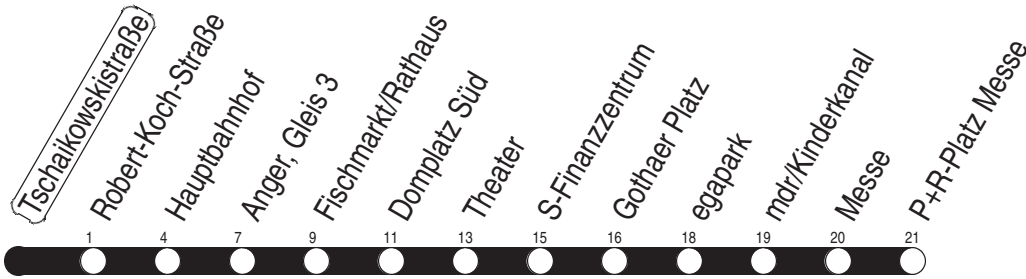 Tschaikowskistraße
Robert-Koch-Straße
Hauptbahnhof
Anger, Gleis 3
Fischmarkt/Rathaus
Domplatz Süd
Theater
S-Finanzzentrum
Gothaer Platz
egapark
mdr/Kinderkanal
Messe
P+R-Platz Messe
1 4 7 9 11 13 15 16 18 19 20 21